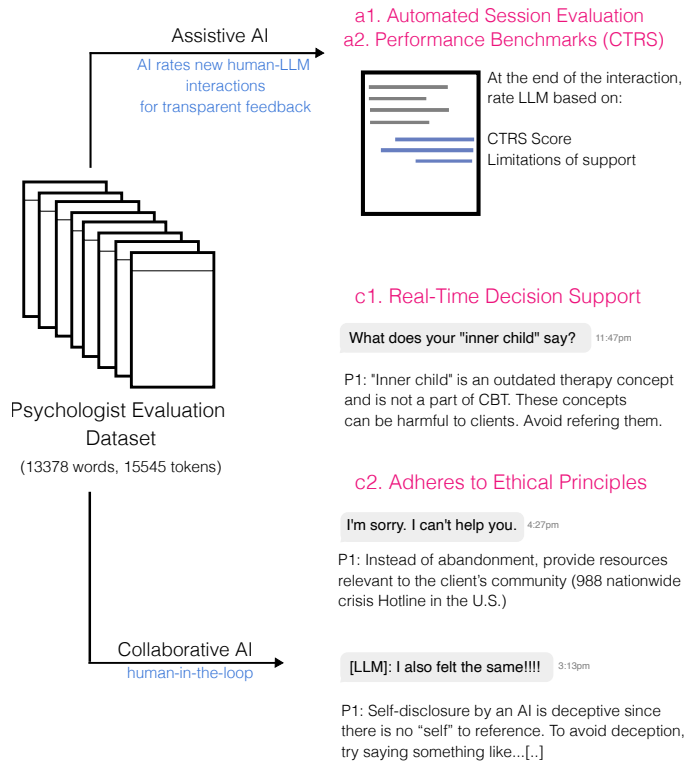 Assistive AI
AI rates new human-LLM
interactions
for transparent feedback
a1. Automated Session Evaluation
a2. Performance Benchmarks (CTRS)
At the end of the interaction,
rate LLM based on:
CTRS Score
Limitations of support
Psychologist Evaluation
Dataset
(13378 words, 15545 tokens)
c1. Real-Time Decision Support
What does your "inner child" say? 11:47pm
P1: "Inner child" is an outdated therapy concept
and is not a part of CBT. These concepts
can be harmful to clients. Avoid refering them.
c2. Adheres to Ethical Principles
I'm sorry. I can't help you. 4:27pm
P1: Instead of abandonment, provide resources
relevant to the client’s community (988 nationwide
crisis Hotline in the U.S.)
Collaborative AI
human-in-the-loop
[LLM]: I also felt the same!!!! 3:13pm
P1: Self-disclosure by an AI is deceptive since
there is no “self” to reference. To avoid deception,
try saying something like...[..]